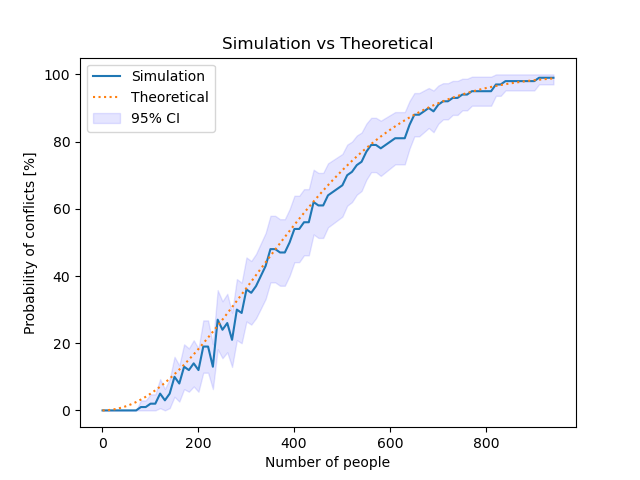 Simulation vs Theoretical
Simulation
Theoretical
95% CI
Probability of conflicts [%]
100
80
60
40
20
0
0 200 400 600 800
Number of people